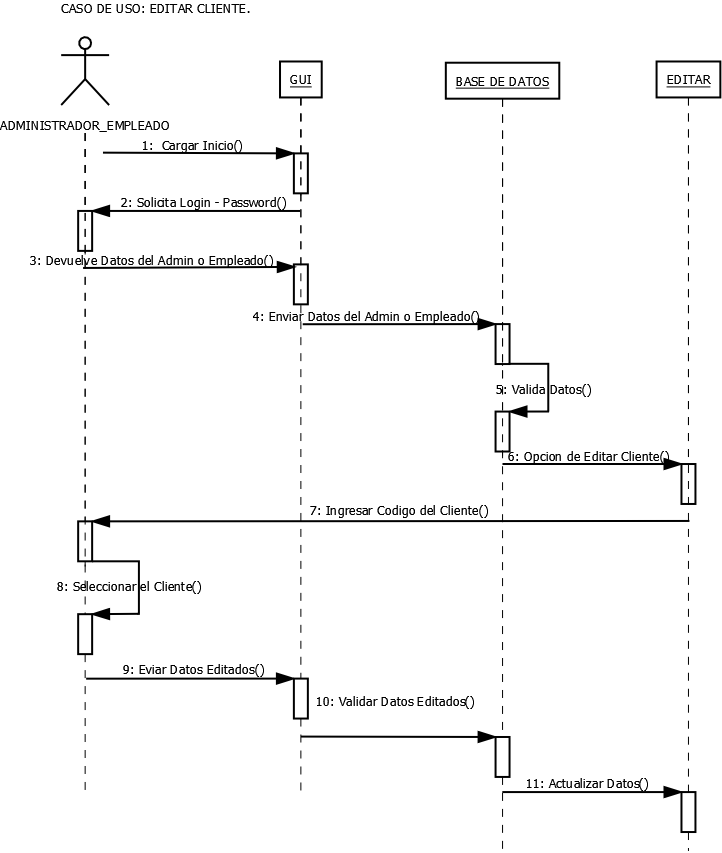 CASO DE USO: EDITAR CLIENTE.
GUI
BASE DE DATOS
EDITAR
ADMINISTRADOR_EMPLEADO
1: Cargar Inicio()
2: Solicita Login - Password()
3: Devuelve Datos del Admin o Empleado()
4: Enviar Datos del Admin o Empleado()
5: Valida Datos()
6: Opcion de Editar Cliente()
7: Ingresar Codigo del Cliente()
8: Seleccionar el Cliente()
9: Eviar Datos Editados()
10: Validar Datos Editados()
11: Actualizar Datos()